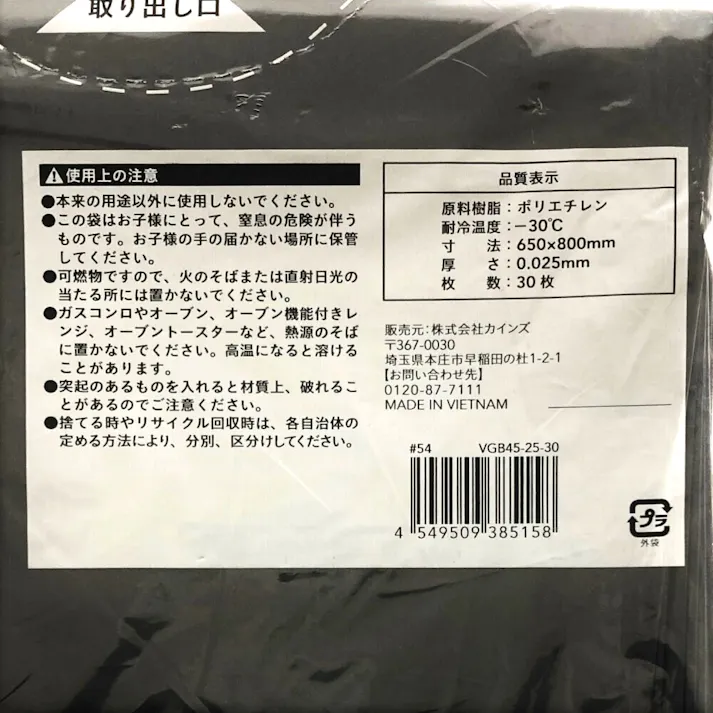 取り出し口
使用上の注意
●本来の用途以外に使用しないでください。
●この袋はお子様にとって、窒息の危険が伴う
ものです。お子様の手の届かない場所に保管
してください。
●可燃物ですので、火のそばまたは直射日光の
当たる所には置かないでください。
●ガスコンロやオーブン、オーブン機能付きレ
ンジ、オーブントースターなど、熱源のそば
に置かないでください。高温になると溶ける
ことがあります。
●突起のあるものを入れると材質上、破れるこ
とがあるのでご注意ください。
●捨てる時やリサイクル回収時は、各自治体の
定める方法により、分別、区分けしてください。
品質表示
原料樹脂：ポリエチレン
耐冷温度：−30℃
寸　法：650×800mm
厚　さ：0.025mm
枚　数：30枚
販売元：株式会社カインズ
〒367-0030
埼玉県本庄市早稲田の杜1-2-1
【お問い合わせ先】
0120-87-7111
MADE IN VIETNAM
#54 VGB45-25-30
4 549509 385158
プラ
外袋